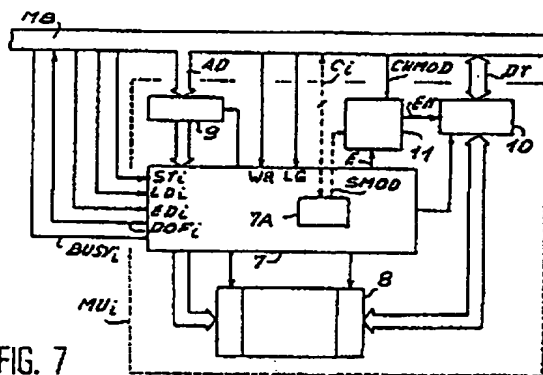 MB
AD
Ci
CHMOD
DT
EN
9
11
10
E
STi
WR LG
SMOD
LDi
EDi
7A
DOFi
BUSYi
7
8
MUi
FIG. 7